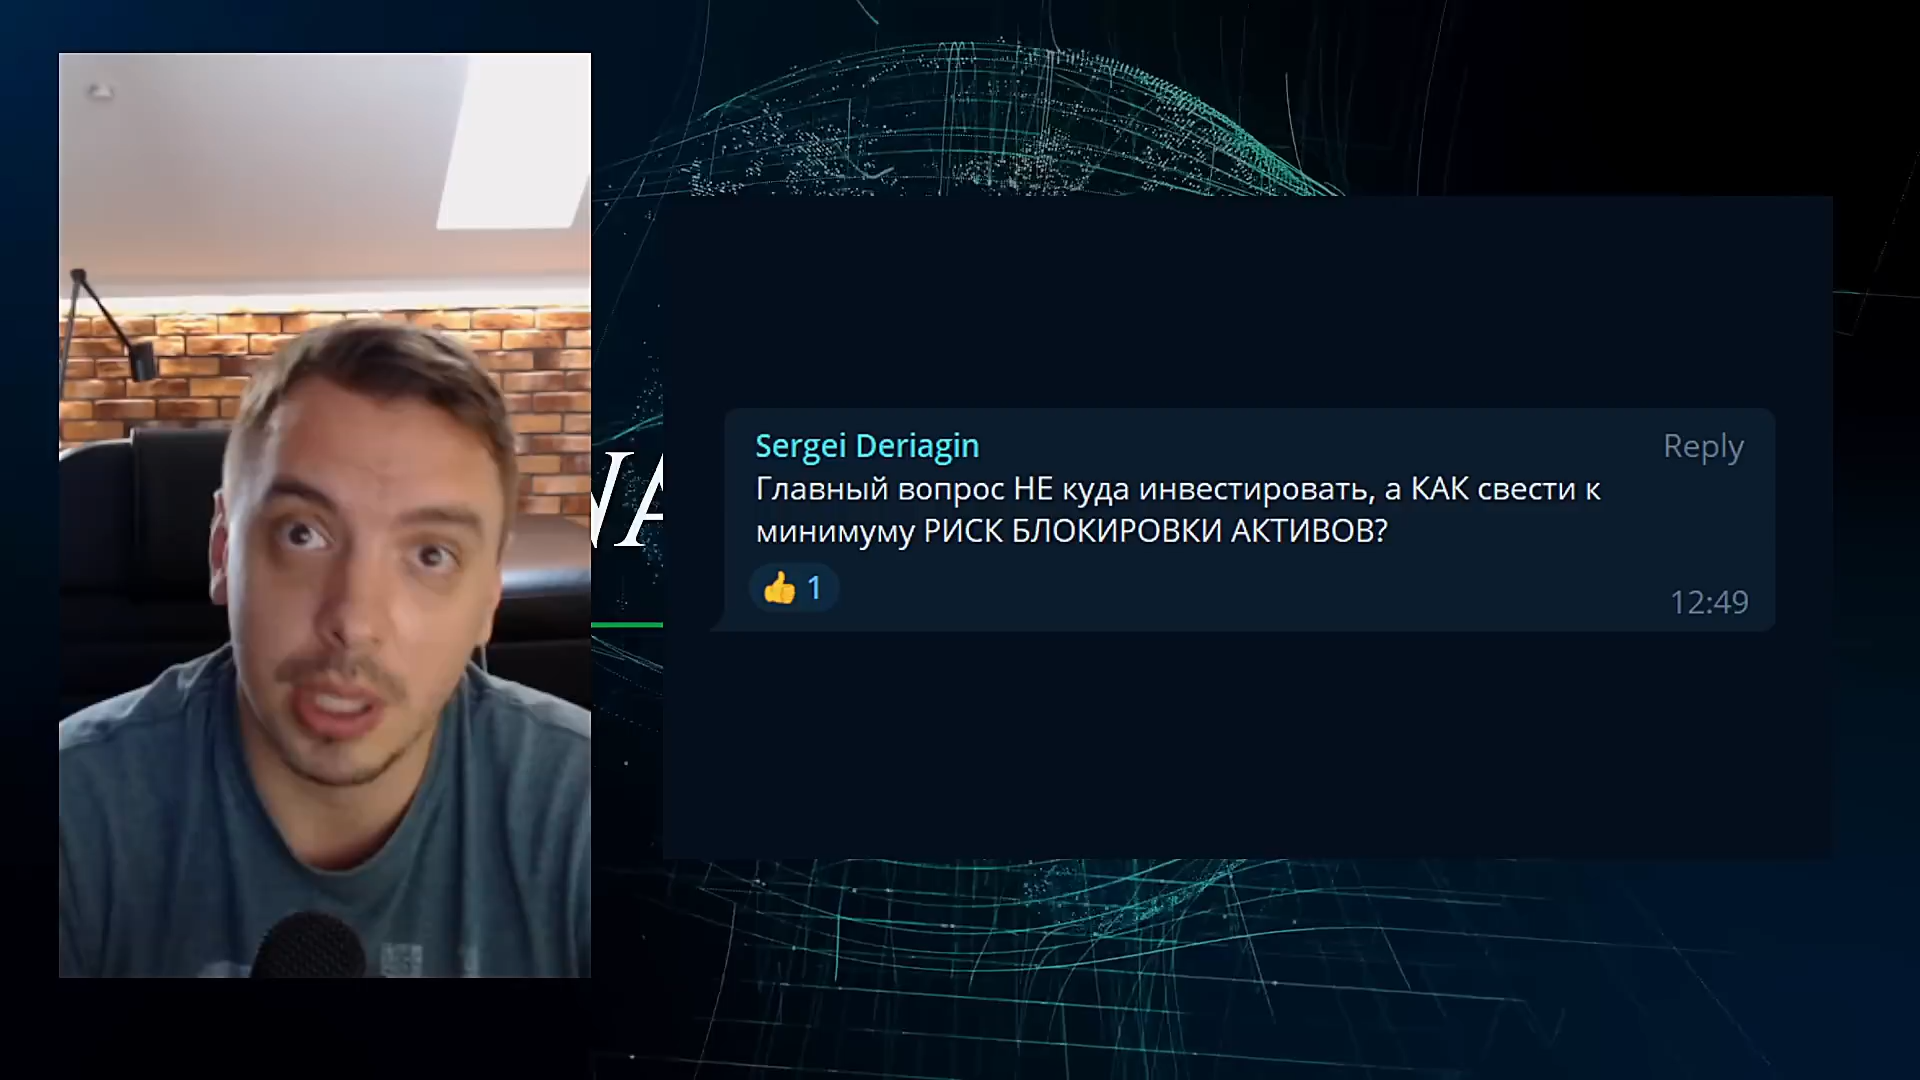 Sergei Deriagin
Reply
Главный вопрос НЕ куда инвестировать, а КАК свести к
минимуму РИСК БЛОКИРОВКИ АКТИВОВ?
👍 1
12:49